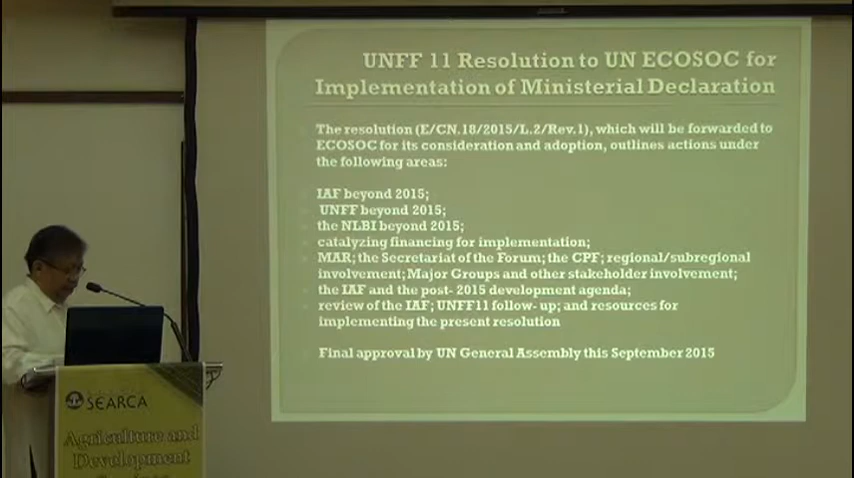 UNFF 11 Resolution to UN ECOSOC for
Implementation of Ministerial Declaration
The resolution (E/CN.18/2015/L.2/Rev.1), which will be forwarded to
ECOSOC for its consideration and adoption, outlines actions under
the following areas:
IAF beyond 2015;
UNFF beyond 2015;
the NLBI beyond 2015;
catalyzing financing for implementation;
MAR; the Secretariat of the Forum; the CPF; regional/subregional
involvement; Major Groups and other stakeholder involvement;
the IAF and the post- 2015 development agenda;
review of the IAF; UNFF11 follow- up; and resources for
implementing the present resolution
Final approval by UN General Assembly this September 2015
SEARCA
Agriculture and
Development